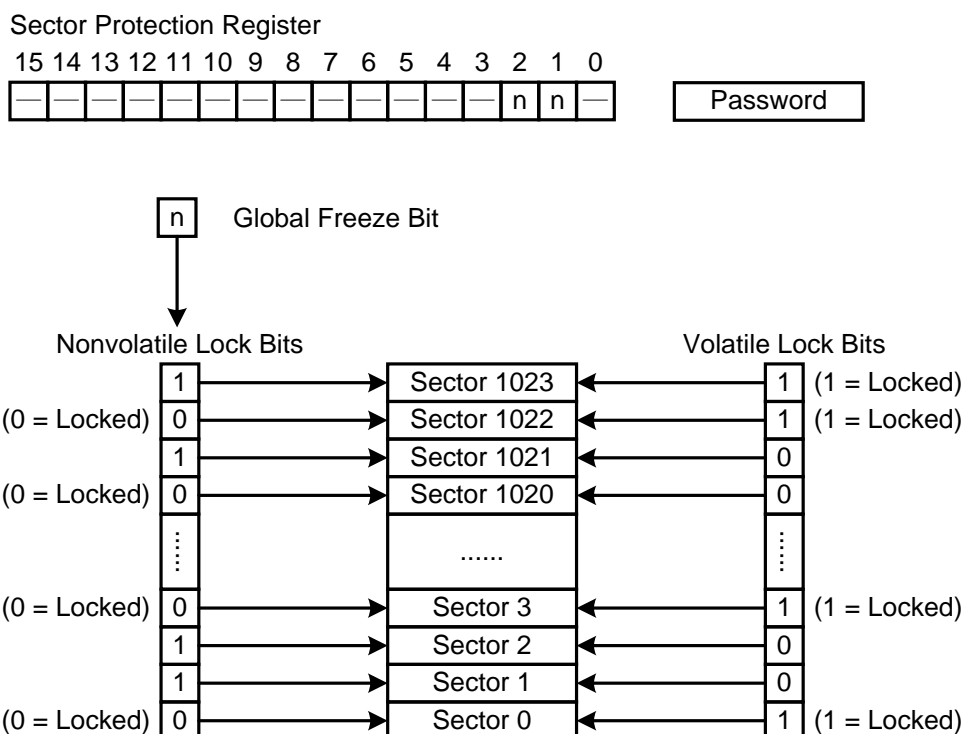 Sector Protection Register
15 14 13 12 11 10 9 8 7 6 5 4 3 2 1 0
— — — — — — — — — — — — — n n — Password
n Global Freeze Bit
Nonvolatile Lock Bits Volatile Lock Bits
1 Sector 1023 1 (1 = Locked)
(0 = Locked) 0 Sector 1022 1 (1 = Locked)
1 Sector 1021 0
(0 = Locked) 0 Sector 1020 0
...... ...... ......
(0 = Locked) 0 Sector 3 1 (1 = Locked)
1 Sector 2 0
1 Sector 1 0
(0 = Locked) 0 Sector 0 1 (1 = Locked)